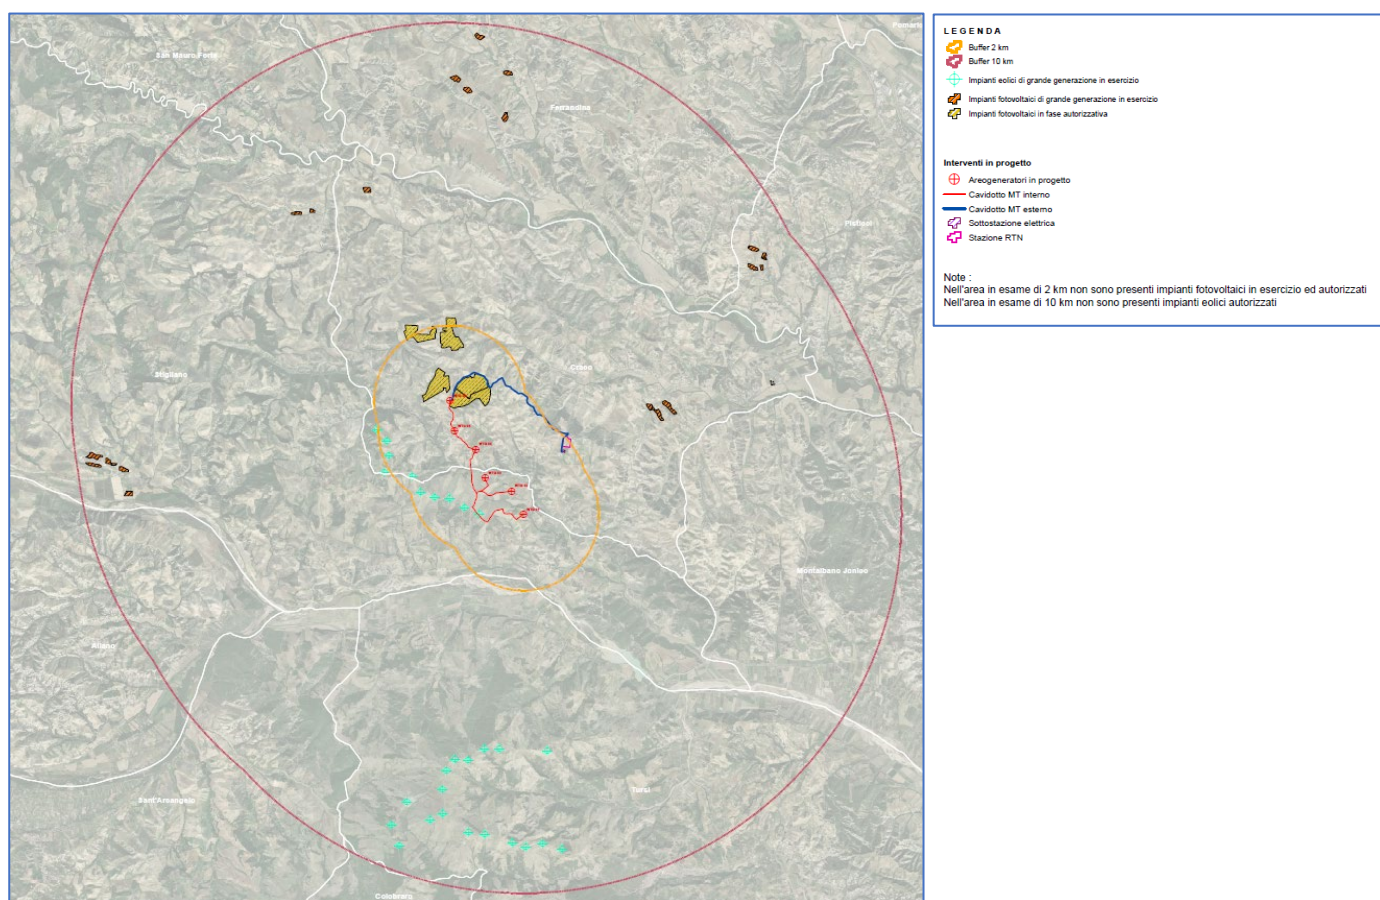 San Mauro Forte
Ferrandina
Pisticci
Stigliano
Craco
Montalbano Jonico
Aliano
Sant'Arcangelo
Tursi
Colobraro
LEGENDA
Buffer 2 km
Buffer 10 km
Impianti eolici di grande generazione in esercizio
Impianti fotovoltaici di grande generazione in esercizio
Impianti fotovoltaici in fase autorizzativa
Interventi in progetto
Areogeneratori in progetto
Cavidotto MT interno
Cavidotto MT esterno
Sottostazione elettrica
Stazione RTN
Note :
Nell'area in esame di 2 km non sono presenti impianti fotovoltaici in esercizio ed autorizzati
Nell'area in esame di 10 km non sono presenti impianti eolici autorizzati